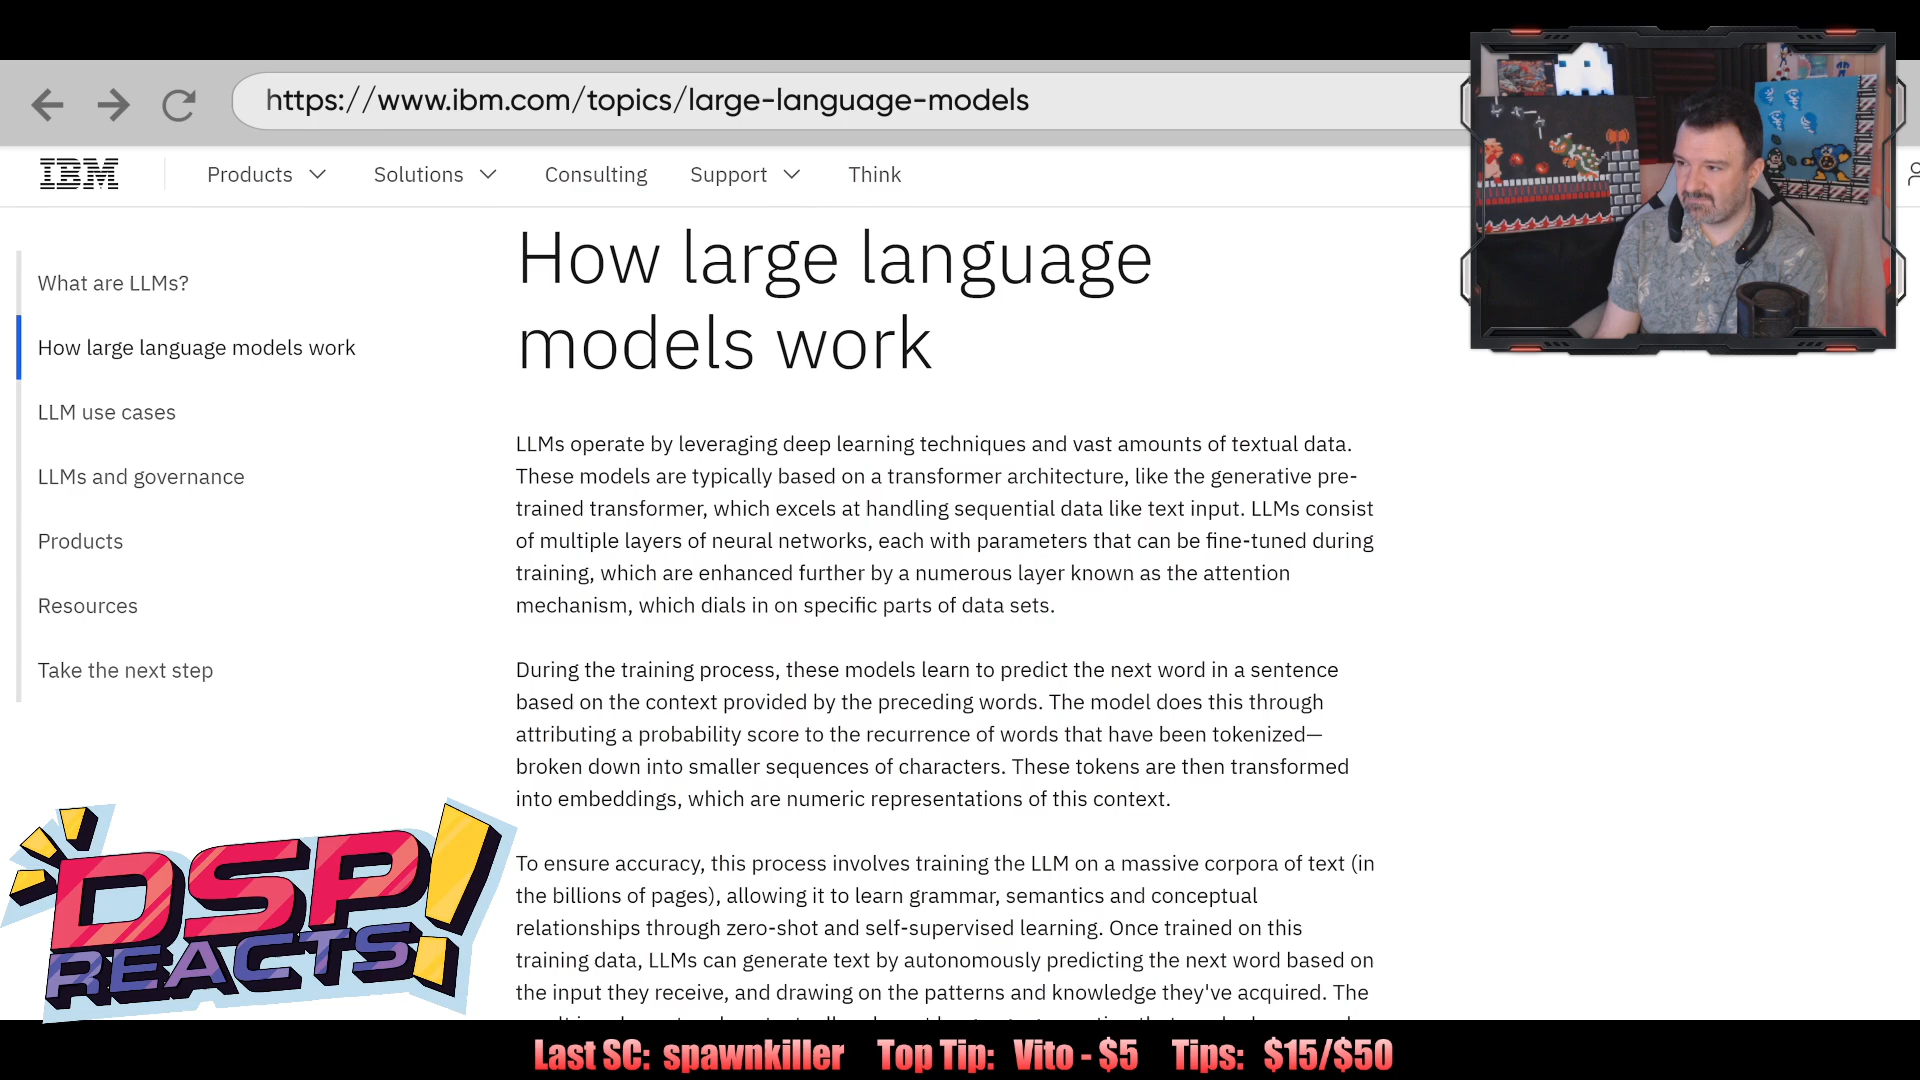 https://www.ibm.com/topics/large-language-models
IBM
Products
Solutions
Consulting
Support
Think
What are LLMs?
How large language models work
LLM use cases
LLMs and governance
Products
Resources
Take the next step
How large language
models work
LLMs operate by leveraging deep learning techniques and vast amounts of textual data.
These models are typically based on a transformer architecture, like the generative pre-
trained transformer, which excels at handling sequential data like text input. LLMs consist
of multiple layers of neural networks, each with parameters that can be fine-tuned during
training, which are enhanced further by a numerous layer known as the attention
mechanism, which dials in on specific parts of data sets.
During the training process, these models learn to predict the next word in a sentence
based on the context provided by the preceding words. The model does this through
attributing a probability score to the recurrence of words that have been tokenized—
broken down into smaller sequences of characters. These tokens are then transformed
into embeddings, which are numeric representations of this context.
To ensure accuracy, this process involves training the LLM on a massive corpora of text (in
the billions of pages), allowing it to learn grammar, semantics and conceptual
relationships through zero-shot and self-supervised learning. Once trained on this
training data, LLMs can generate text by autonomously predicting the next word based on
the input they receive, and drawing on the patterns and knowledge they've acquired. The
DSP!
REACTS!
Last SC: spawnkiller Top Tip: Vito - $5 Tips: $15/$50